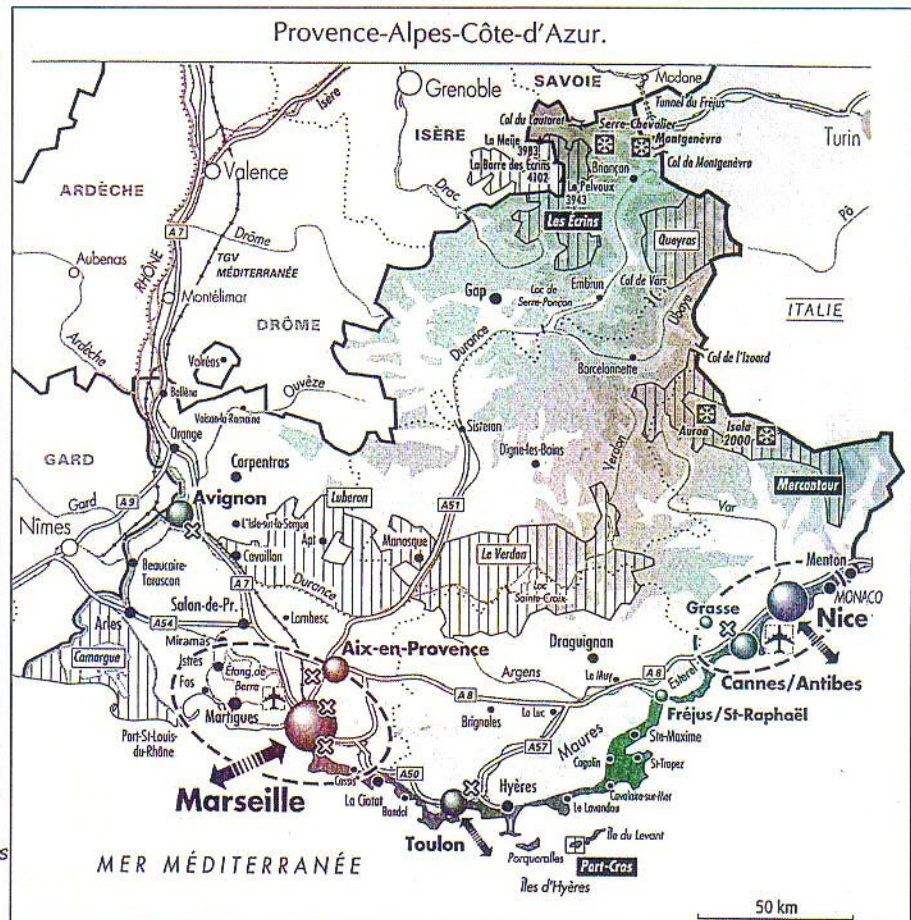 Provence-Alpes-Côte-d'Azur.
SAVOIE
Modane
Grenoble
Isère
Tunnel du Fréjus
Col du Lautaret
Serre-Chevalier
Montgenèvre
ISÈRE
La Meije
3983
Turin
La Barre des Écrins
4102
Briançon
Col de Montgenèvre
Valence
Le Pelvoux
3943
ARDÈCHE
Drac
Les Écrins
Pô
A 7
Drôme
Queyras
Aubenas
RHÔNE
TGV
MÉDITERRANÉE
Gap
Lac de
Serre-Ponçon
Embrun
Col de Vars
Montélimar
ITALIE
DRÔME
Durance
Ubaye
Ardèche
Valréas
Barcelonnette
Col de l'Izoard
Bollène
Ouvèze
Vaison-la-Romaine
Auron
Isola
2000
Orange
Sisteron
Digne-les-Bains
Verdon
GARD
Carpentras
Mercantour
Gard
A 9
Avignon
Luberon
A51
Var
Nîmes
L'Isle-sur-la-Sorgue
Apt
Manosque
Le Verdon
Menton
Cavaillon
Beaucaire-
Tarascon
Durance
Lac
Sainte-Croix
MONACO
A 7
Grasse
Nice
Salon-de-Pr.
Lambesc
Arles
A54
Draguignan
Miramas
Camargue
Istres
Aix-en-Provence
Argens
Le Muy
A 8
Esterel
Cannes/Antibes
Étang de
Berre
Fos
A 8
Fréjus/St-Raphaël
Martigues
Brignoles
Le Luc
Port-St-Louis-
du-Rhône
A57
Maures
Ste-Maxime
Cogolin
St-Tropez
Cassis
A50
Marseille
La Ciotat
Hyères
Cavalaire-sur-Mer
Bandol
Le Lavandou
Toulon
Île du Levant
s
MER MÉDITERRANÉE
Porquerolles
Port-Cros
Îles d'Hyères
50 km